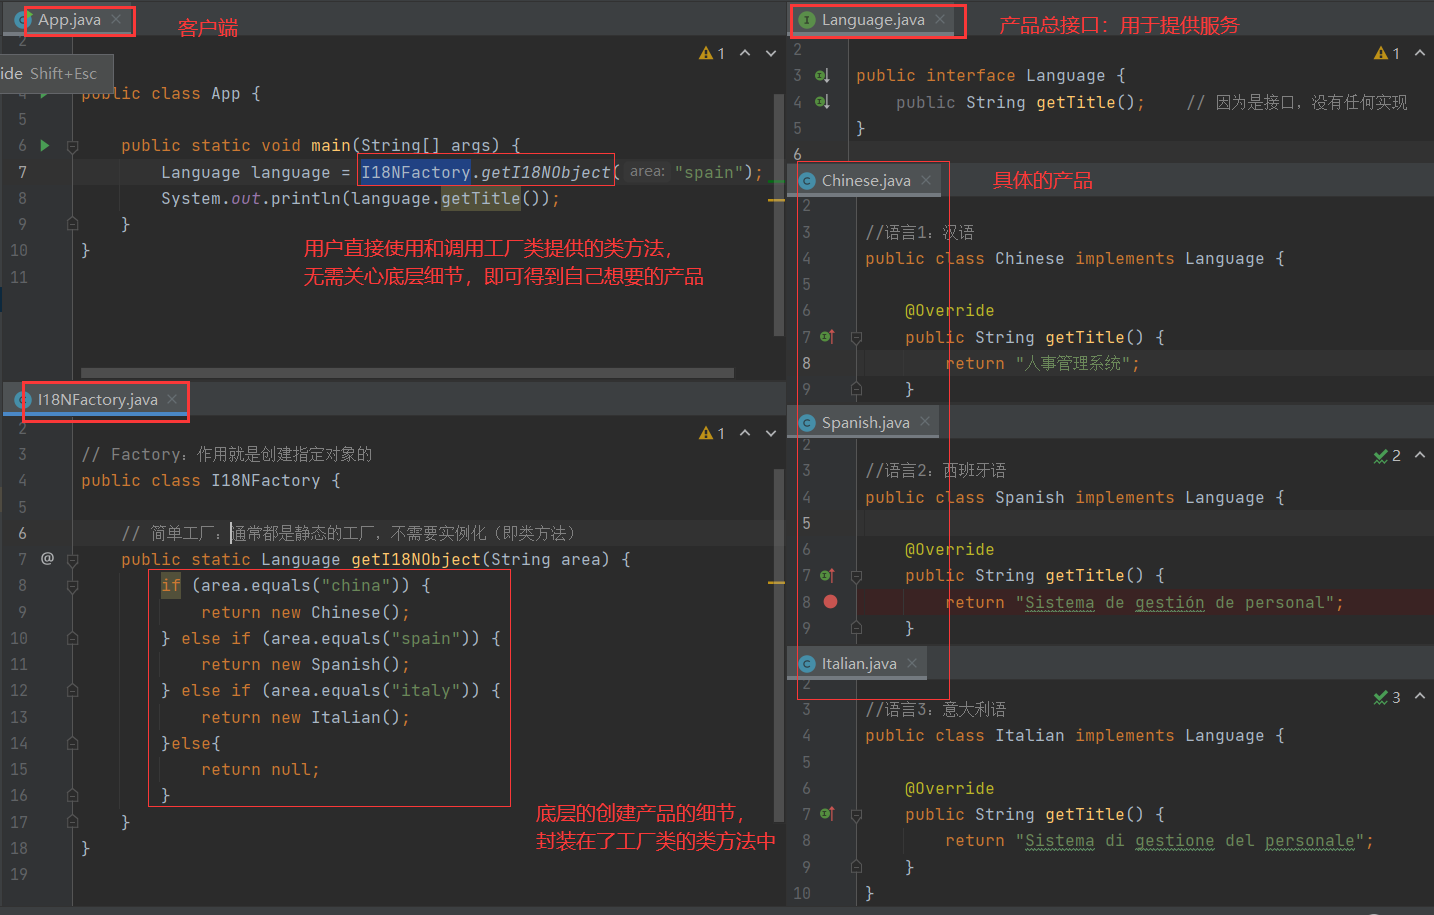 App.java
客户端
2
1
ide Shift+Esc
4 public class App {
5
6 public static void main(String[] args) {
7 Language language = I18NFactory.getI18NObject( area: "spain");
8 System.out.println(language.getTitle());
9 }
10 }
11
用户直接使用和调用工厂类提供的类方法，
无需关心底层细节，即可得到自己想要的产品
I18NFactory.java
2
1
3 // Factory：作用就是创建指定对象的
4 public class I18NFactory {
5
6 // 简单工厂：通常都是静态的工厂，不需要实例化（即类方法）
7 @ public static Language getI18NObject(String area) {
8 if (area.equals("china")) {
9 return new Chinese();
10 } else if (area.equals("spain")) {
11 return new Spanish();
12 } else if (area.equals("italy")) {
13 return new Italian();
14 }else{
15 return null;
16 }
17 }
18 }
19
底层的创建产品的细节，
封装在了工厂类的类方法中
Language.java
产品总接口：用于提供服务
2
1
3 public interface Language {
4 public String getTitle(); // 因为是接口，没有任何实现
5 }
6
Chinese.java
具体的产品
2
3 //语言1：汉语
4 public class Chinese implements Language {
5
6 @Override
7 public String getTitle() {
8 return "人事管理系统";
9 }
Spanish.java
2
2
3 //语言2：西班牙语
4 public class Spanish implements Language {
5
6 @Override
7 public String getTitle() {
8 return "Sistema de gestión de personal";
9 }
Italian.java
2
3
3 //语言3：意大利语
4 public class Italian implements Language {
5
6 @Override
7 public String getTitle() {
8 return "Sistema di gestione del personale";
9 }
10 }